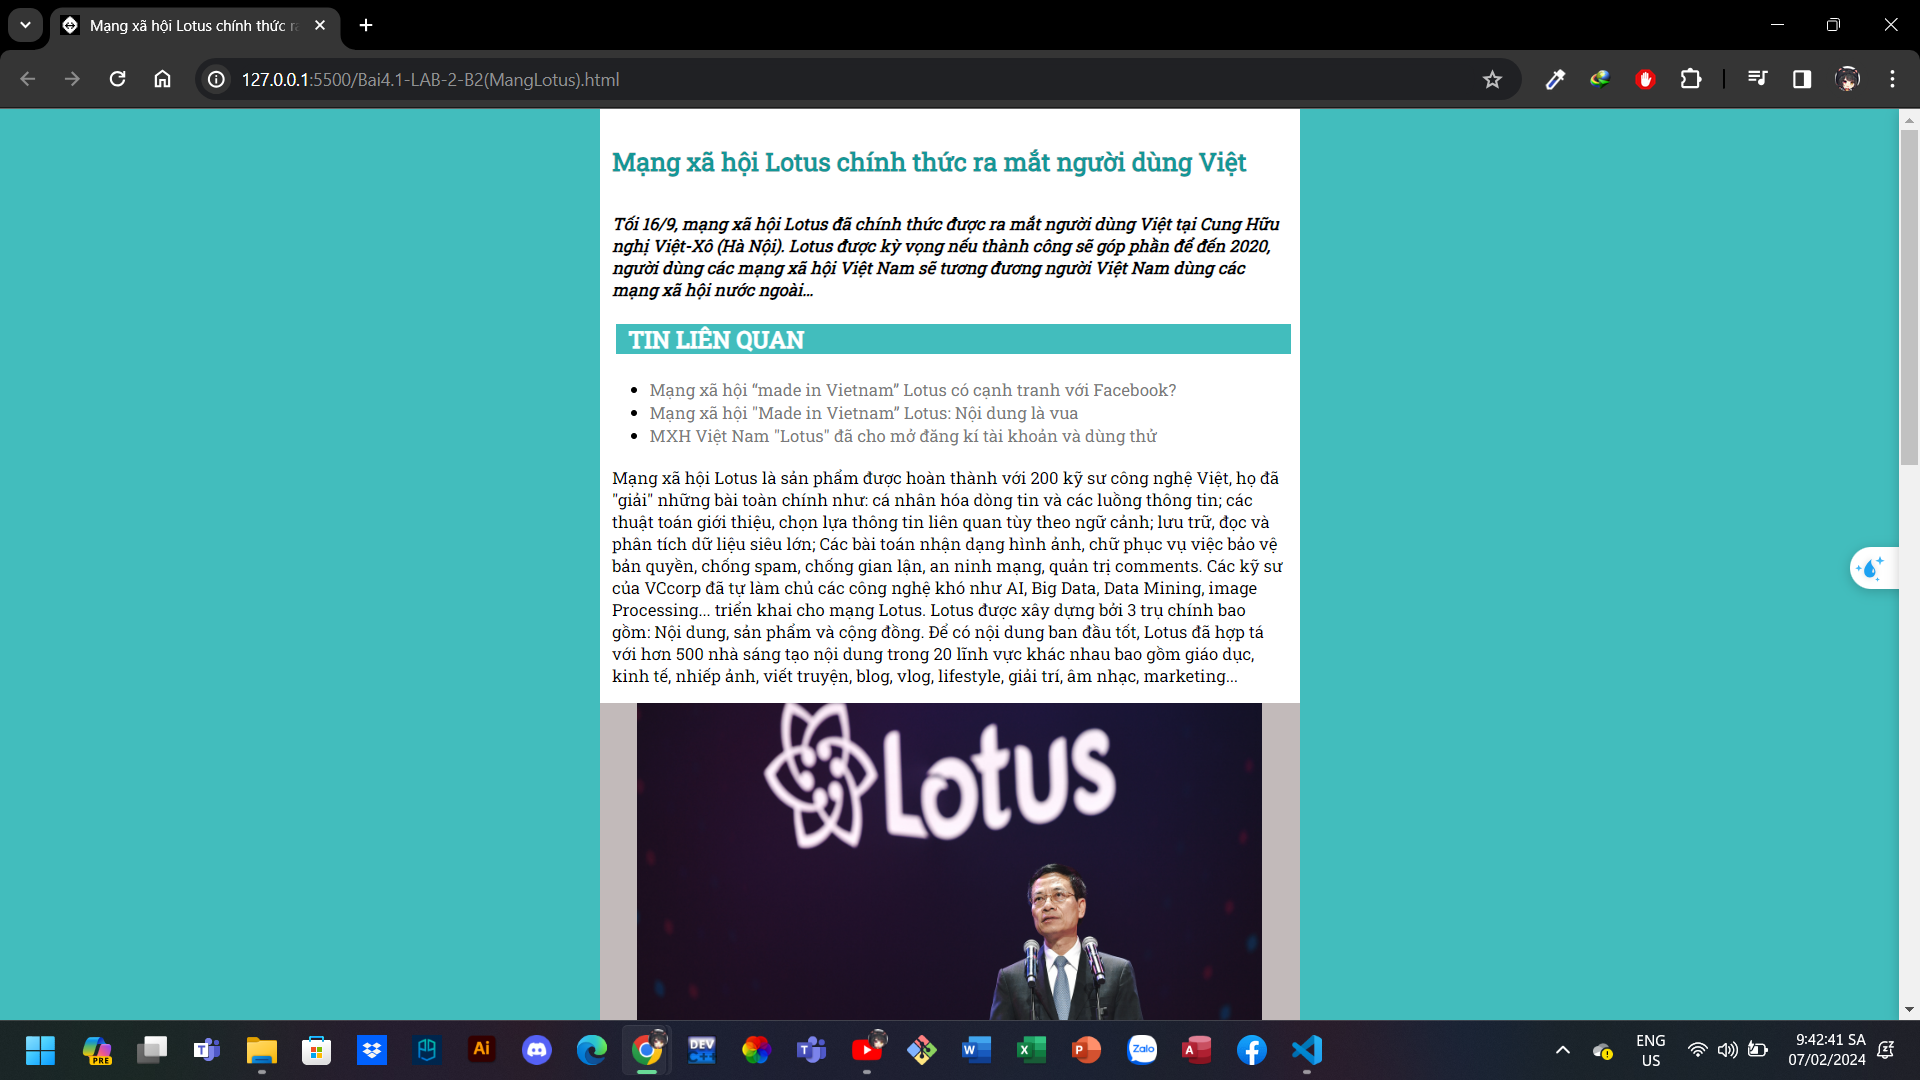 Mạng xã hội Lotus chính thức ra
127.0.0.1:5500/Bai4.1-LAB-2-B2(MangLotus).html
Mạng xã hội Lotus chính thức ra mắt người dùng Việt
Tối 16/9, mạng xã hội Lotus đã chính thức được ra mắt người dùng Việt tại Cung Hữu
nghị Việt-Xô (Hà Nội). Lotus được kỳ vọng nếu thành công sẽ góp phần để đến 2020,
người dùng các mạng xã hội Việt Nam sẽ tương đương người Việt Nam dùng các
mạng xã hội nước ngoài...
TIN LIÊN QUAN
Mạng xã hội “made in Vietnam” Lotus có cạnh tranh với Facebook?
Mạng xã hội "Made in Vietnam” Lotus: Nội dung là vua
MXH Việt Nam "Lotus" đã cho mở đăng kí tài khoản và dùng thử
Mạng xã hội Lotus là sản phẩm được hoàn thành với 200 kỹ sư công nghệ Việt, họ đã
"giải" những bài toàn chính như: cá nhân hóa dòng tin và các luồng thông tin; các
thuật toán giới thiệu, chọn lựa thông tin liên quan tùy theo ngữ cảnh; lưu trữ, đọc và
phân tích dữ liệu siêu lớn; Các bài toán nhận dạng hình ảnh, chữ phục vụ việc bảo vệ
bản quyền, chống spam, chống gian lận, an ninh mạng, quản trị comments. Các kỹ sư
của VCcorp đã tự làm chủ các công nghệ khó như AI, Big Data, Data Mining, image
Processing... triển khai cho mạng Lotus. Lotus được xây dựng bởi 3 trụ chính bao
gồm: Nội dung, sản phẩm và cộng đồng. Để có nội dung ban đầu tốt, Lotus đã hợp tá
với hơn 500 nhà sáng tạo nội dung trong 20 lĩnh vực khác nhau bao gồm giáo dục,
kinh tế, nhiếp ảnh, viết truyện, blog, vlog, lifestyle, giải trí, âm nhạc, marketing...
Lotus
PRE
Ai
DEV
C++
Zalo
ENG
US
9:42:41 SA
07/02/2024